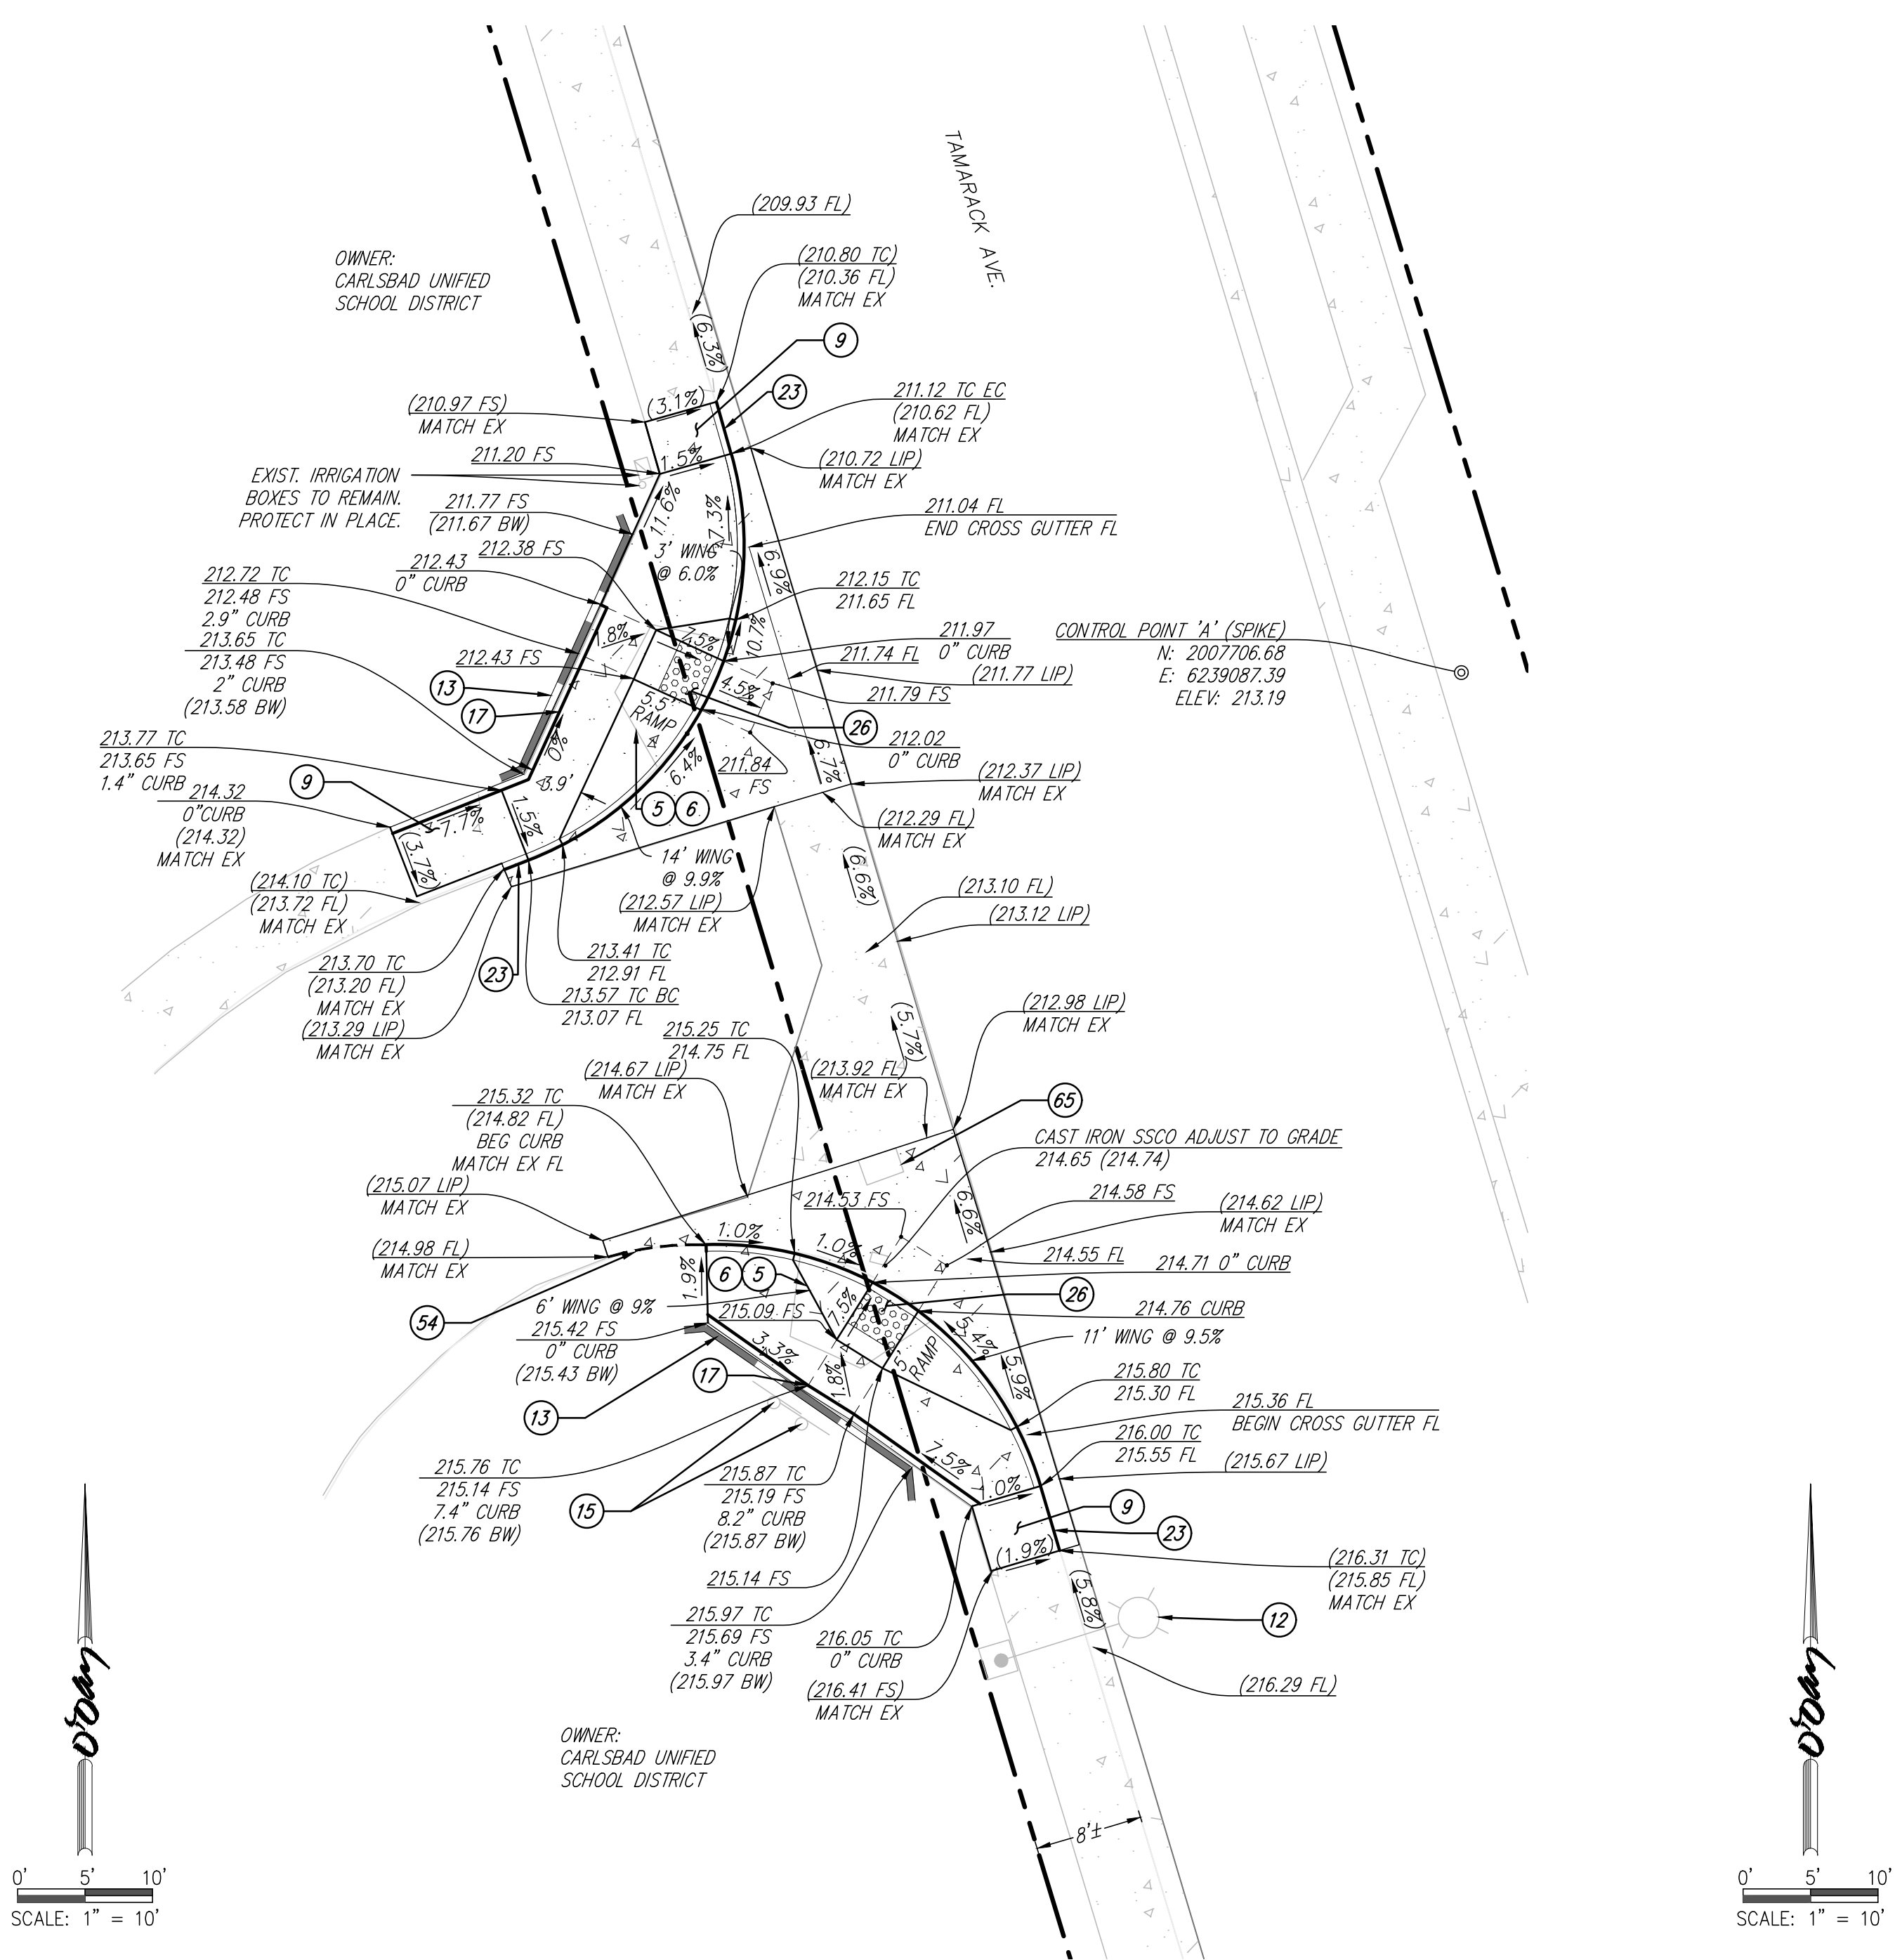 TAMARACK AVE.
(209.93 FL)
(210.80 TC)
(210.36 FL)
MATCH EX
OWNER:
CARLSBAD UNIFIED
SCHOOL DISTRICT
(6.3%)
9
23
(3.1%)
(210.97 FS)
MATCH EX
211.12 TC EC
(210.62 FL)
MATCH EX
211.20 FS
1.5%
(210.72 LIP)
MATCH EX
EXIST. IRRIGATION
BOXES TO REMAIN.
PROTECT IN PLACE.
211.77 FS
(211.67 BW)
11.6%
7.3%
211.04 FL
END CROSS GUTTER FL
212.38 FS
3' WING
@ 6.0%
6.9%
212.43
0" CURB
212.72 TC
212.48 FS
2.9" CURB
212.15 TC
211.65 FL
213.65 TC
213.48 FS
2" CURB
(213.58 BW)
1.8%
7.5%
10.7%
211.97
0" CURB
CONTROL POINT 'A' (SPIKE)
N: 2007706.68
E: 6239087.39
ELEV: 213.19
212.43 FS
211.74 FL
(211.77 LIP)
4.5%
211.79 FS
13
17
5.5'
RAMP
26
0%
6.4%
6.7%
212.02
0" CURB
211.84
FS
213.77 TC
213.65 FS
1.4" CURB
9
3.9'
5
6
(212.37 LIP)
MATCH EX
214.32
0"CURB
(214.32)
MATCH EX
7.7%
1.5%
(3.7%)
(212.29 FL)
MATCH EX
14' WING
@ 9.9%
(6.6%)
(214.10 TC)
(213.72 FL)
MATCH EX
(212.57 LIP)
MATCH EX
(213.10 FL)
(213.12 LIP)
213.70 TC
(213.20 FL)
MATCH EX
23
213.41 TC
212.91 FL
213.57 TC BC
213.07 FL
(213.29 LIP)
MATCH EX
(212.98 LIP)
MATCH EX
(5.7%)
215.25 TC
214.75 FL
(214.67 LIP)
MATCH EX
(213.92 FL)
MATCH EX
65
215.32 TC
(214.82 FL)
BEG CURB
MATCH EX FL
CAST IRON SSCO ADJUST TO GRADE
214.65 (214.74)
(215.07 LIP)
MATCH EX
214.53 FS
214.58 FS
6.6%
(214.62 LIP)
MATCH EX
(214.98 FL)
MATCH EX
1.0%
1.0%
214.55 FL
214.71 0" CURB
1.9%
6
5
26
54
6' WING @ 9%
215.09 FS
7.5%
214.76 CURB
215.42 FS
0" CURB
(215.43 BW)
3.3%
5.4%
11' WING @ 9.5%
5'
RAMP
17
1.8%
5.9%
215.80 TC
215.30 FL
13
215.36 FL
BEGIN CROSS GUTTER FL
216.00 TC
215.55 FL
(215.67 LIP)
215.76 TC
215.14 FS
7.4" CURB
(215.76 BW)
15
215.87 TC
215.19 FS
8.2" CURB
(215.87 BW)
7.5%
1.0%
9
23
(1.9%)
215.14 FS
(216.31 TC)
(215.85 FL)
MATCH EX
215.97 TC
215.69 FS
3.4" CURB
(215.97 BW)
216.05 TC
0" CURB
(5.8%)
12
(216.41 FS)
MATCH EX
(216.29 FL)
OWNER:
CARLSBAD UNIFIED
SCHOOL DISTRICT
8'±
0' 5' 10'
SCALE: 1" = 10'
0' 5' 10'
SCALE: 1" = 10'